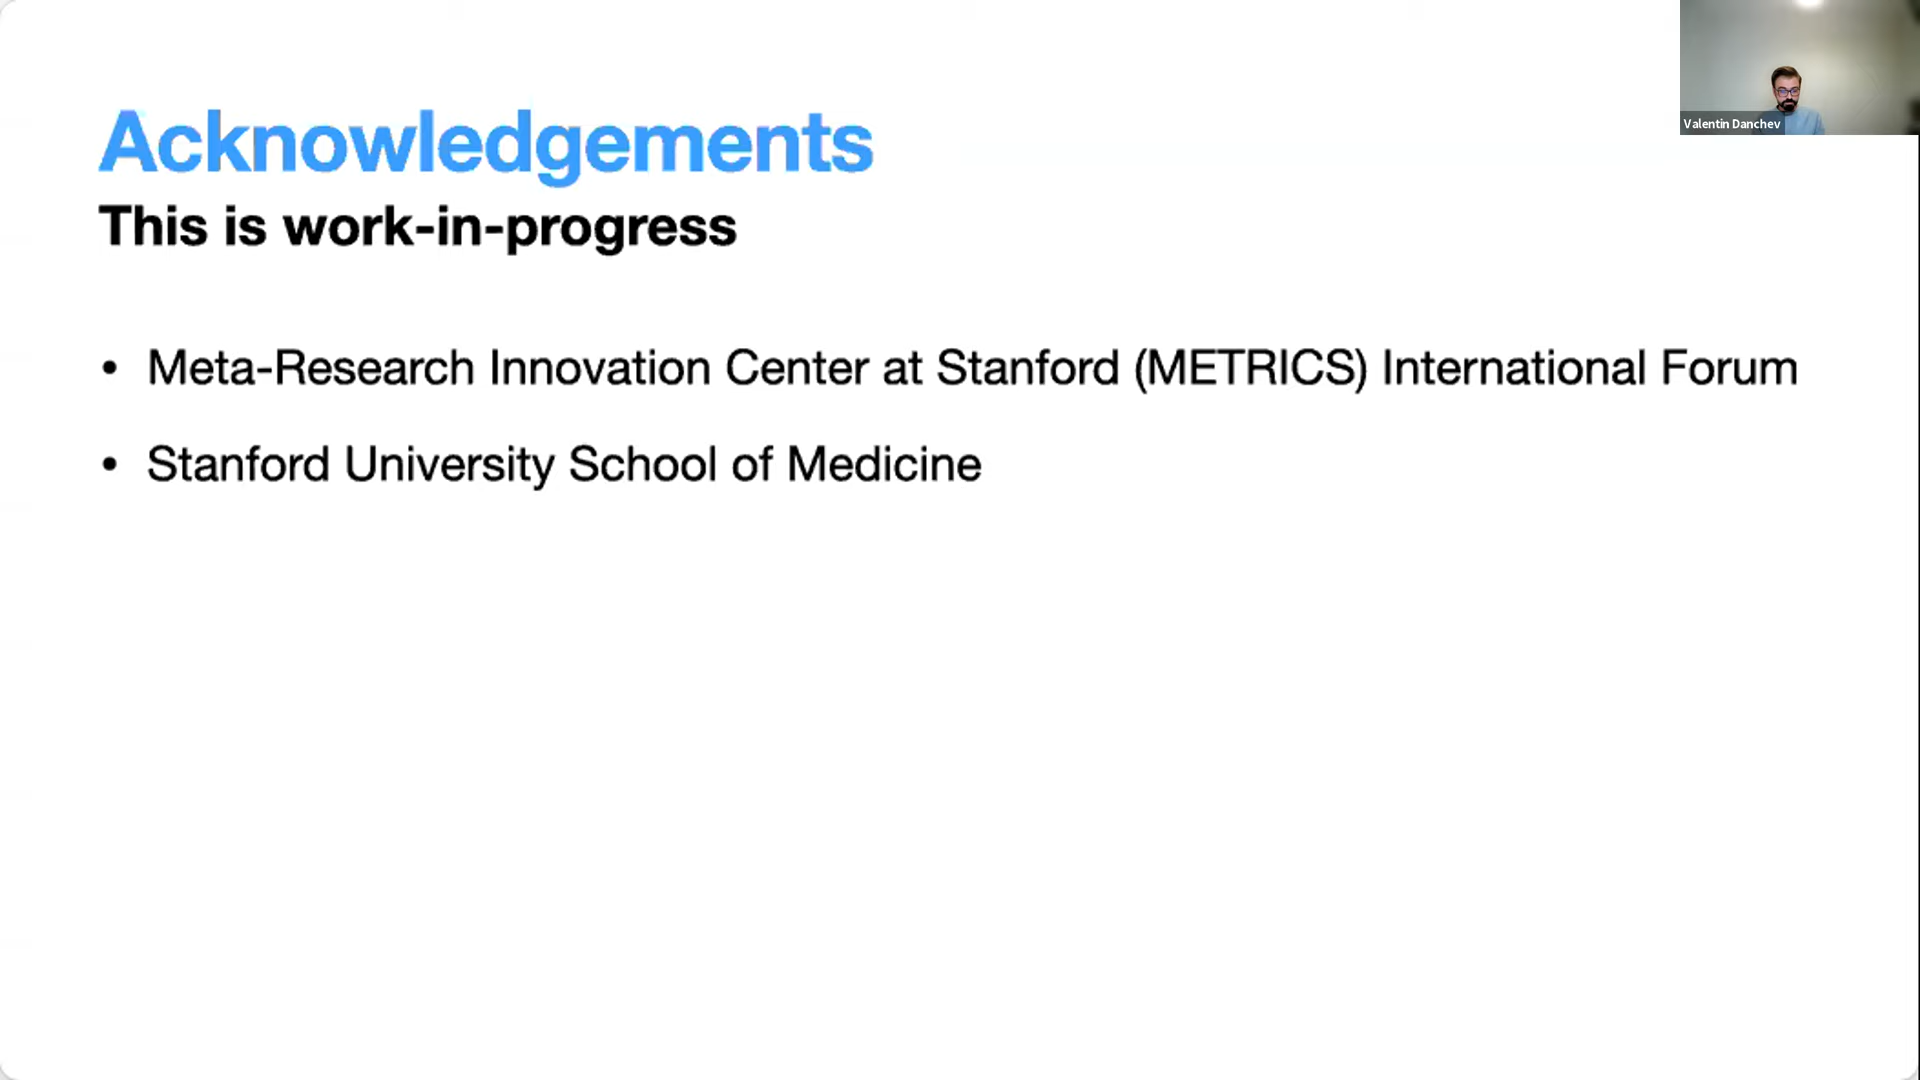 Acknowledgements
This is work-in-progress
• Meta-Research Innovation Center at Stanford (METRICS) International Forum
• Stanford University School of Medicine
Valentin Danchev